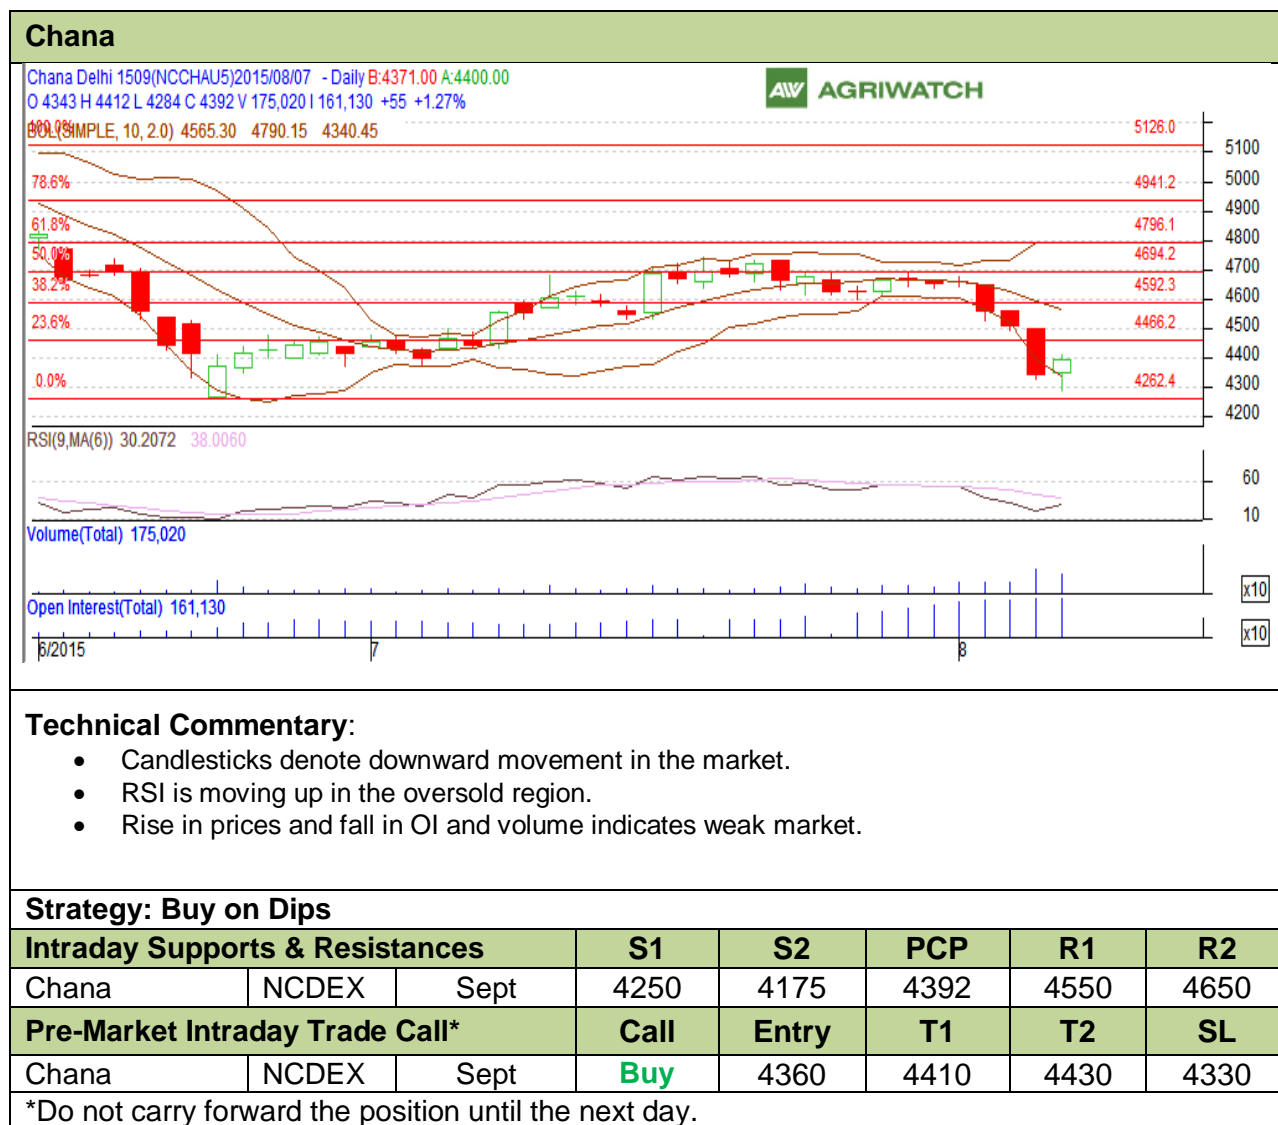 Chana
Chana Delhi 1509(NCCHAU5)2015/08/07 - Daily B:4371.00 A:4400.00
O 4343 H 4412 L 4284 C 4392 V 175,020 I 161,130 +55 +1.27%
AW AGRIWATCH
100.0% 5126.0
BOL(SIMPLE, 10, 2.0) 4565.30 4790.15 4340.45
5100
78.6% 4941.2 5000
4900
61.8% 4796.1 4800
50.0% 4694.2 4700
38.2% 4592.3 4600
23.6% 4466.2 4500
4400
0.0% 4262.4 4300
4200
RSI(9,MA(6)) 30.2072 38.0060
60
10
Volume(Total) 175,020
x10
Open Interest(Total) 161,130
x10
6/2015 7 8
Technical Commentary:
• Candlesticks denote downward movement in the market.
• RSI is moving up in the oversold region.
• Rise in prices and fall in OI and volume indicates weak market.
Strategy: Buy on Dips
Intraday Supports & Resistances S1 S2 PCP R1 R2
Chana NCDEX Sept 4250 4175 4392 4550 4650
Pre-Market Intraday Trade Call* Call Entry T1 T2 SL
Chana NCDEX Sept Buy 4360 4410 4430 4330
*Do not carry forward the position until the next day.